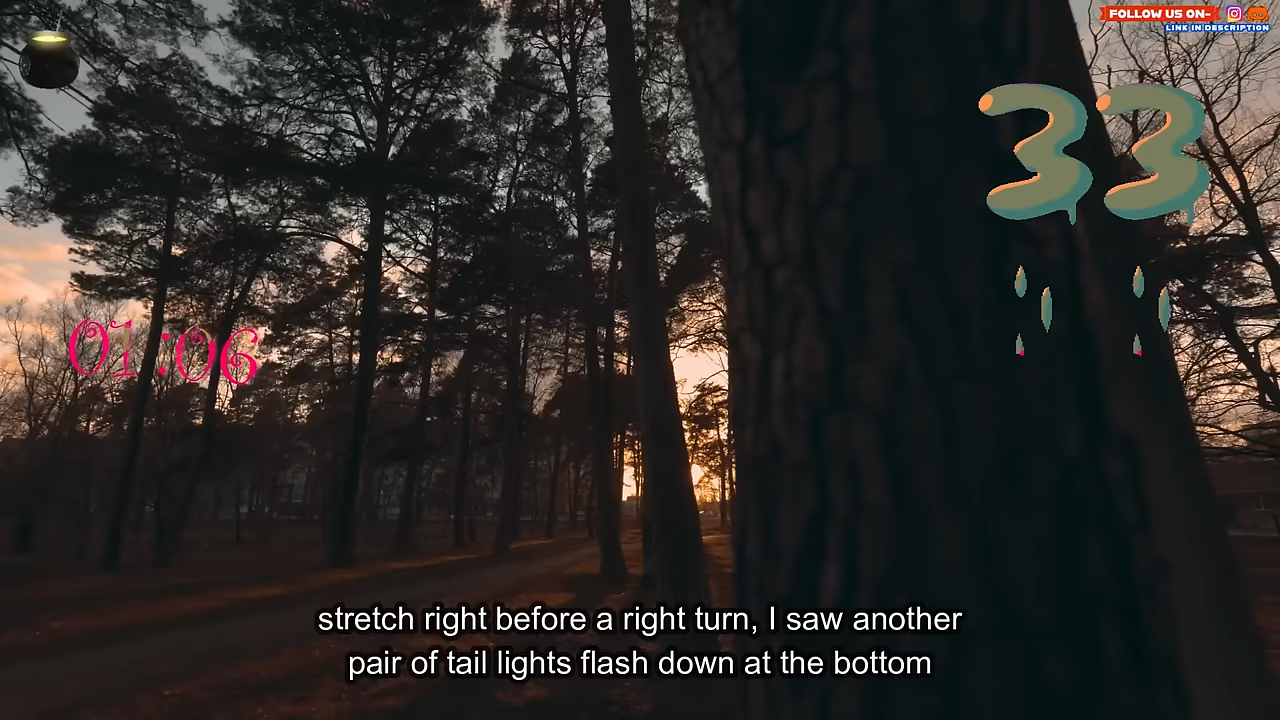 FOLLOW US ON-
LINK IN DESCRIPTION
33
01:06
stretch right before a right turn, I saw another
pair of tail lights flash down at the bottom